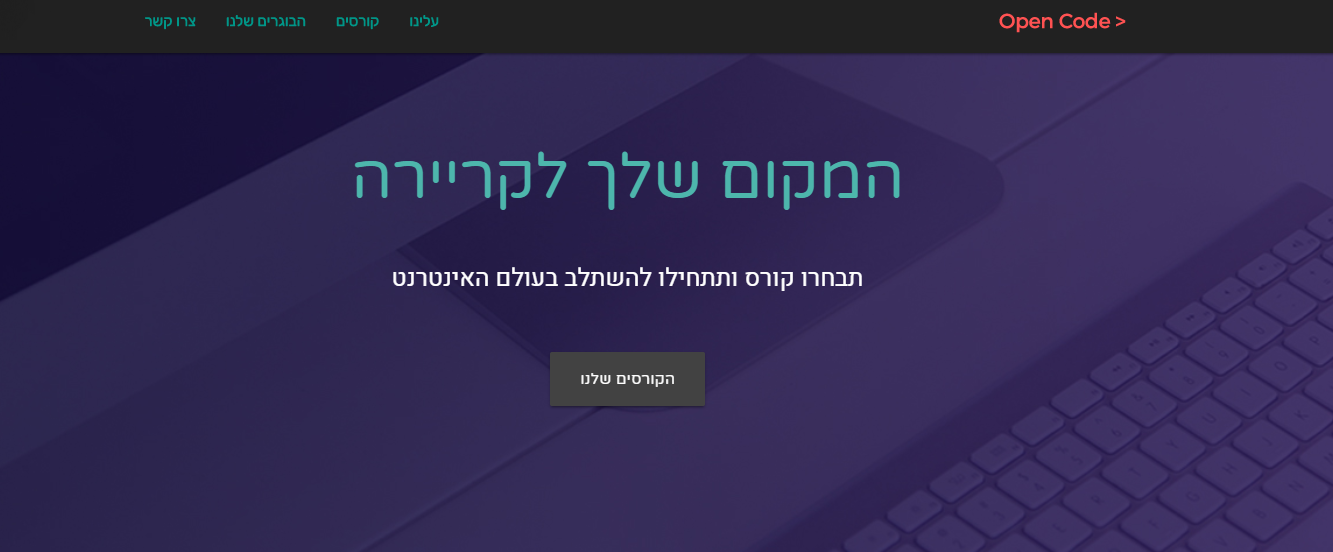 Open Code >
עלינו
קורסים
הבוגרים שלנו
צרו קשר
המקום שלך לקריירה
תבחרו קורס ותתחילו להשתלב בעולם האינטרנט
הקורסים שלנו